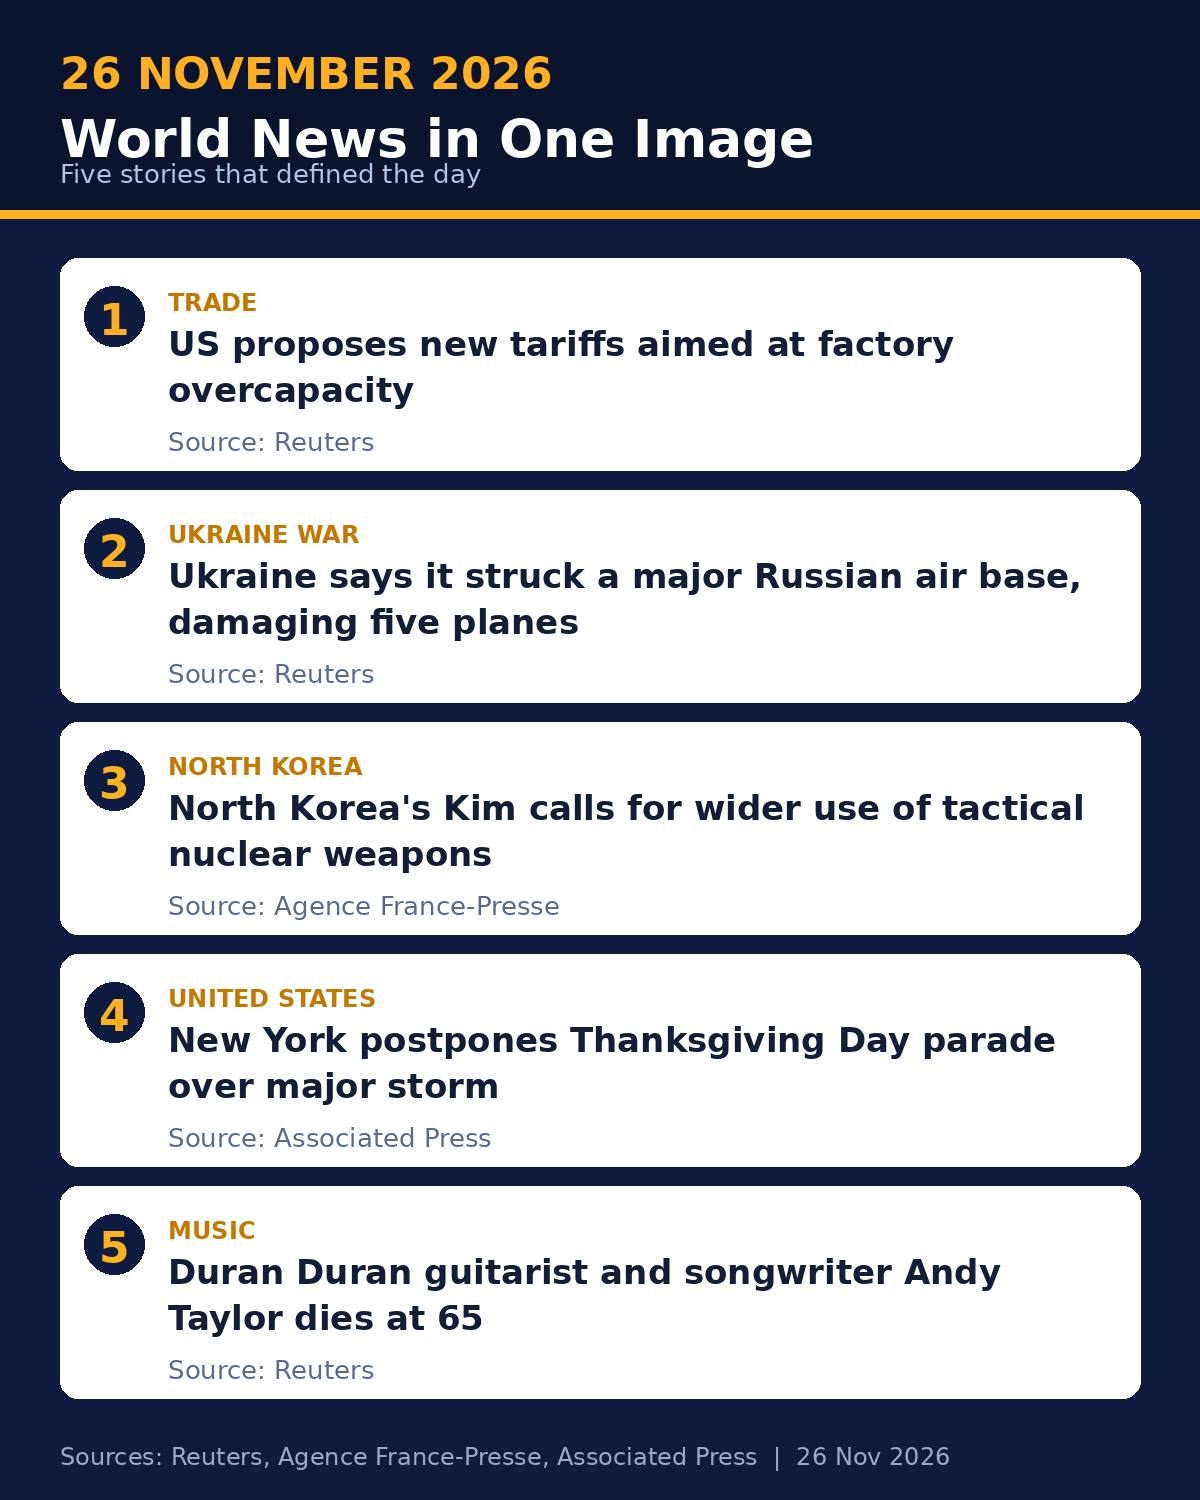 26 NOVEMBER 2026
World News in One Image
Five stories that defined the day
1
TRADE
US proposes new tariffs aimed at factory
overcapacity
Source: Reuters
2
UKRAINE WAR
Ukraine says it struck a major Russian air base,
damaging five planes
Source: Reuters
3
NORTH KOREA
North Korea's Kim calls for wider use of tactical
nuclear weapons
Source: Agence France-Presse
4
UNITED STATES
New York postpones Thanksgiving Day parade
over major storm
Source: Associated Press
5
MUSIC
Duran Duran guitarist and songwriter Andy
Taylor dies at 65
Source: Reuters
Sources: Reuters, Agence France-Presse, Associated Press | 26 Nov 2026